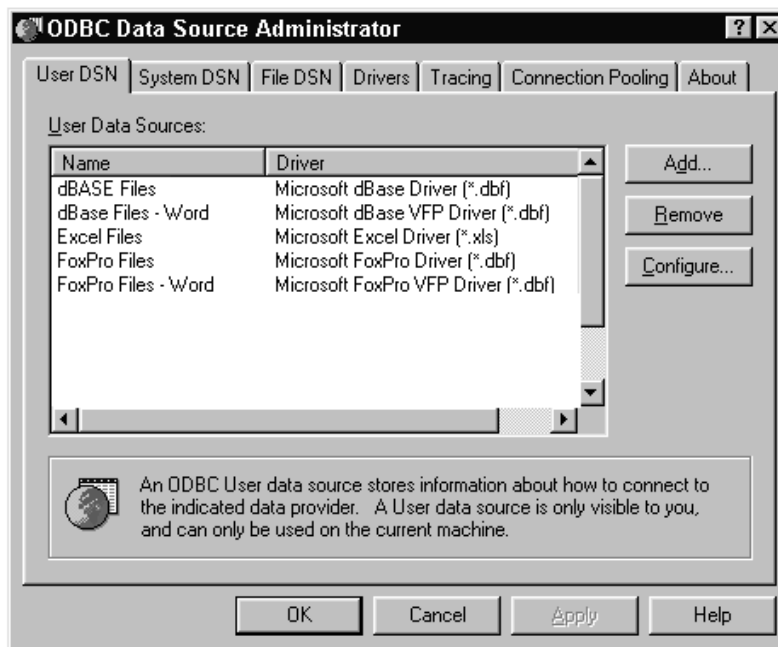 ODBC Data Source Administrator
User DSN System DSN File DSN Drivers Tracing Connection Pooling About
User Data Sources:
Name Driver
dBASE Files Microsoft dBase Driver (*.dbf)
dBase Files - Word Microsoft dBase VFP Driver (*.dbf)
Excel Files Microsoft Excel Driver (*.xls)
FoxPro Files Microsoft FoxPro Driver (*.dbf)
FoxPro Files - Word Microsoft FoxPro VFP Driver (*.dbf)
Add...
Remove
Configure...
An ODBC User data source stores information about how to connect to
the indicated data provider. A User data source is only visible to you,
and can only be used on the current machine.
OK Cancel Apply Help